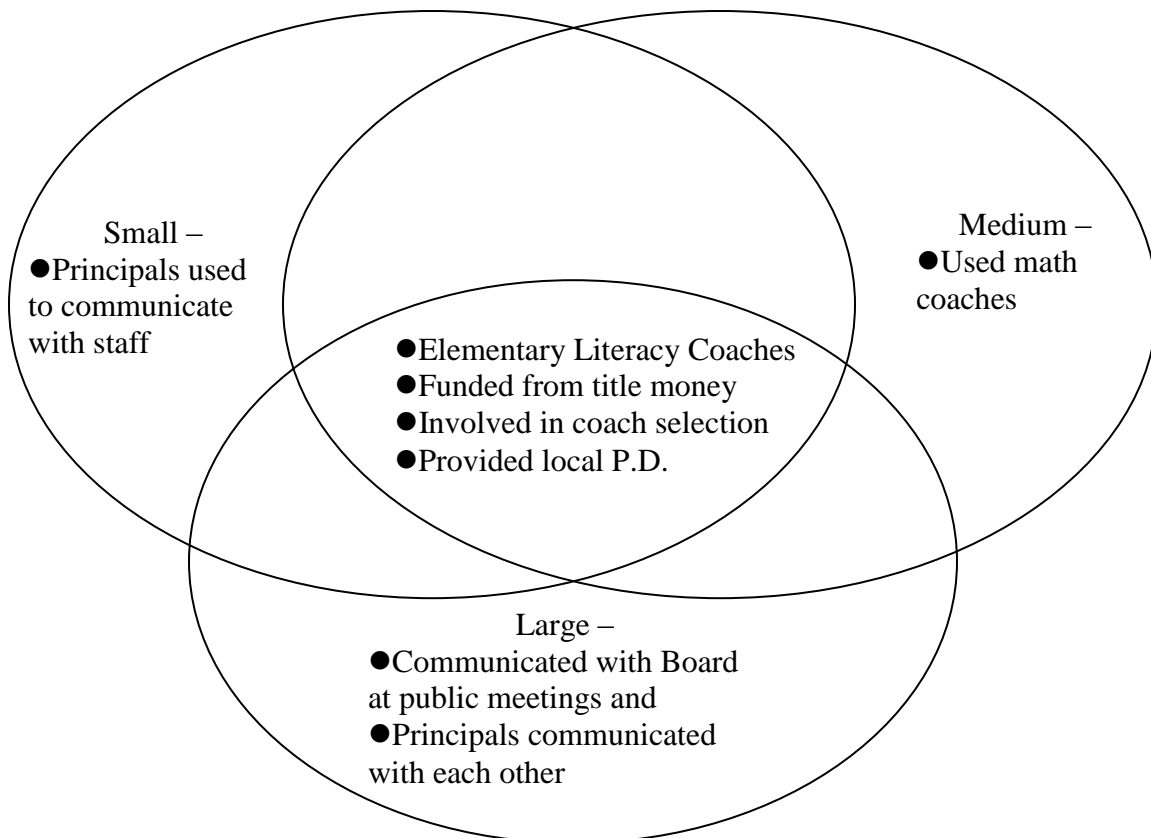 Small –
●Principals used
to communicate
with staff
Medium –
●Used math
coaches
●Elementary Literacy Coaches
●Funded from title money
●Involved in coach selection
●Provided local P.D.
Large –
●Communicated with Board
at public meetings and
●Principals communicated
with each other